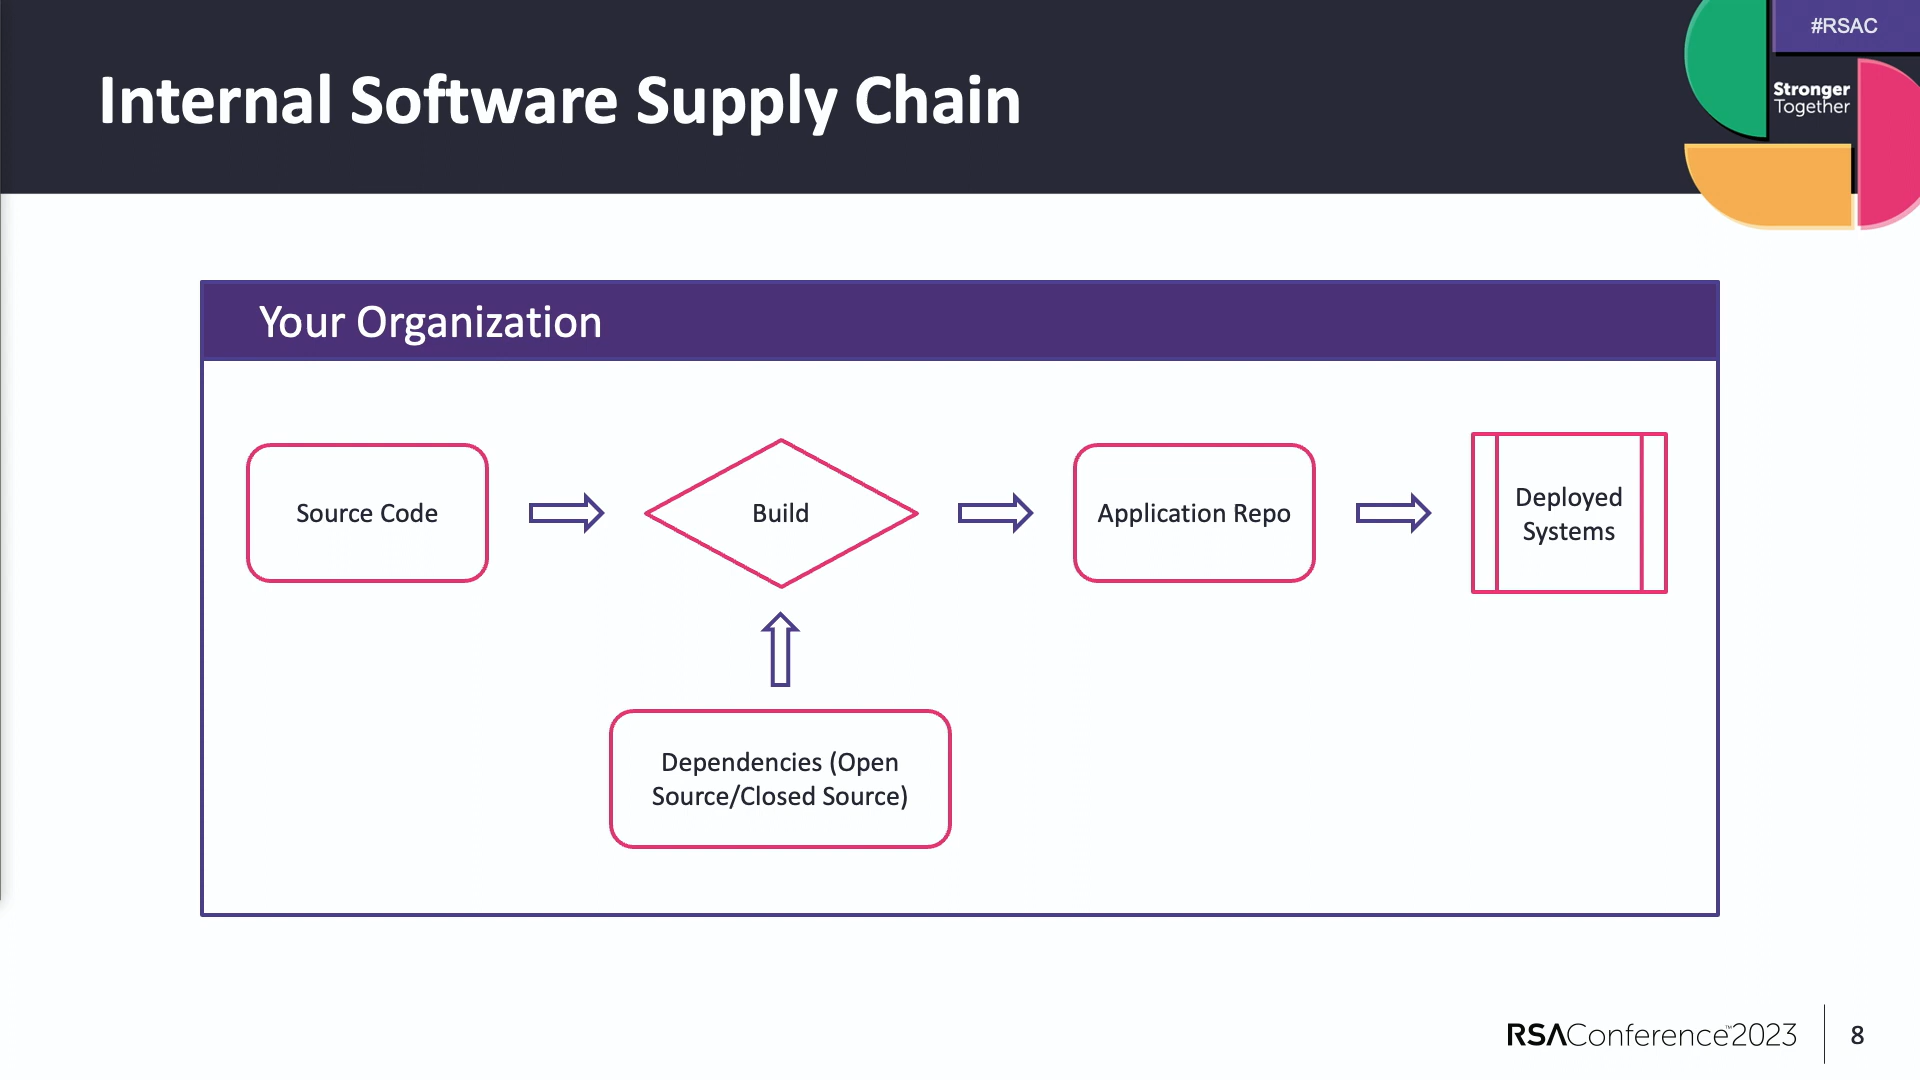 #RSAC
Stronger
Together
Internal Software Supply Chain
Your Organization
Source Code
Build
Application Repo
Deployed
Systems
Dependencies (Open
Source/Closed Source)
RSAConference™2023
8